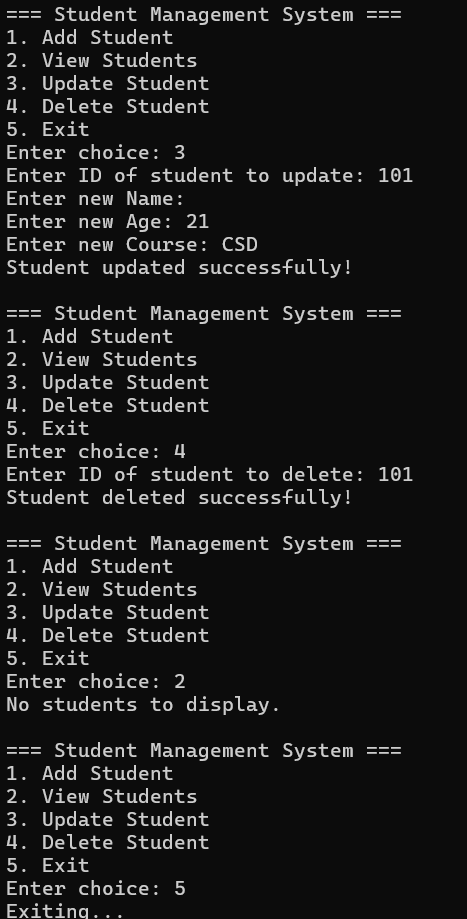 === Student Management System ===
1. Add Student
2. View Students
3. Update Student
4. Delete Student
5. Exit
Enter choice: 3
Enter ID of student to update: 101
Enter new Name:
Enter new Age: 21
Enter new Course: CSD
Student updated successfully!

=== Student Management System ===
1. Add Student
2. View Students
3. Update Student
4. Delete Student
5. Exit
Enter choice: 4
Enter ID of student to delete: 101
Student deleted successfully!

=== Student Management System ===
1. Add Student
2. View Students
3. Update Student
4. Delete Student
5. Exit
Enter choice: 2
No students to display.

=== Student Management System ===
1. Add Student
2. View Students
3. Update Student
4. Delete Student
5. Exit
Enter choice: 5
Exiting...